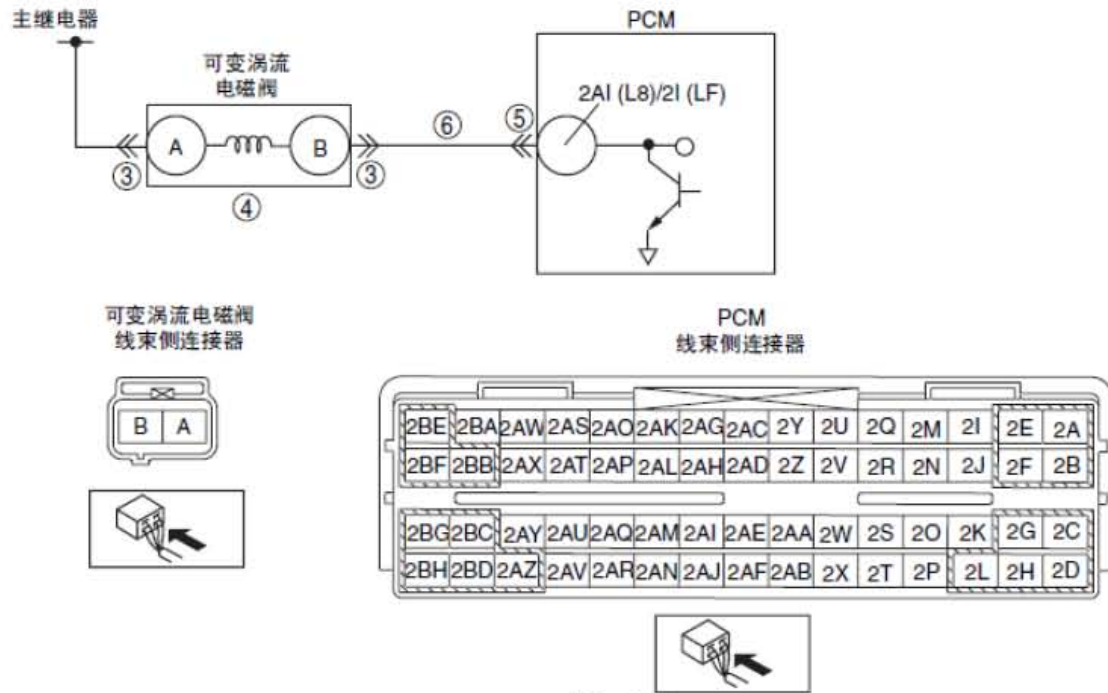 主继电器
PCM
可变涡流
电磁阀
2AI (L8)/2I (LF)
A
B
③
③
④
⑥
⑤
可变涡流电磁阀
线束侧连接器
PCM
线束侧连接器
B A
2BE 2BA 2AW 2AS 2AO 2AK 2AG 2AC 2Y 2U 2Q 2M 2I 2E 2A
2BF 2BB 2AX 2AT 2AP 2AL 2AH 2AD 2Z 2V 2R 2N 2J 2F 2B
2BG 2BC 2AY 2AU 2AQ 2AM 2AI 2AE 2AA 2W 2S 2O 2K 2G 2C
2BH 2BD 2AZ 2AV 2AR 2AN 2AJ 2AF 2AB 2X 2T 2P 2L 2H 2D